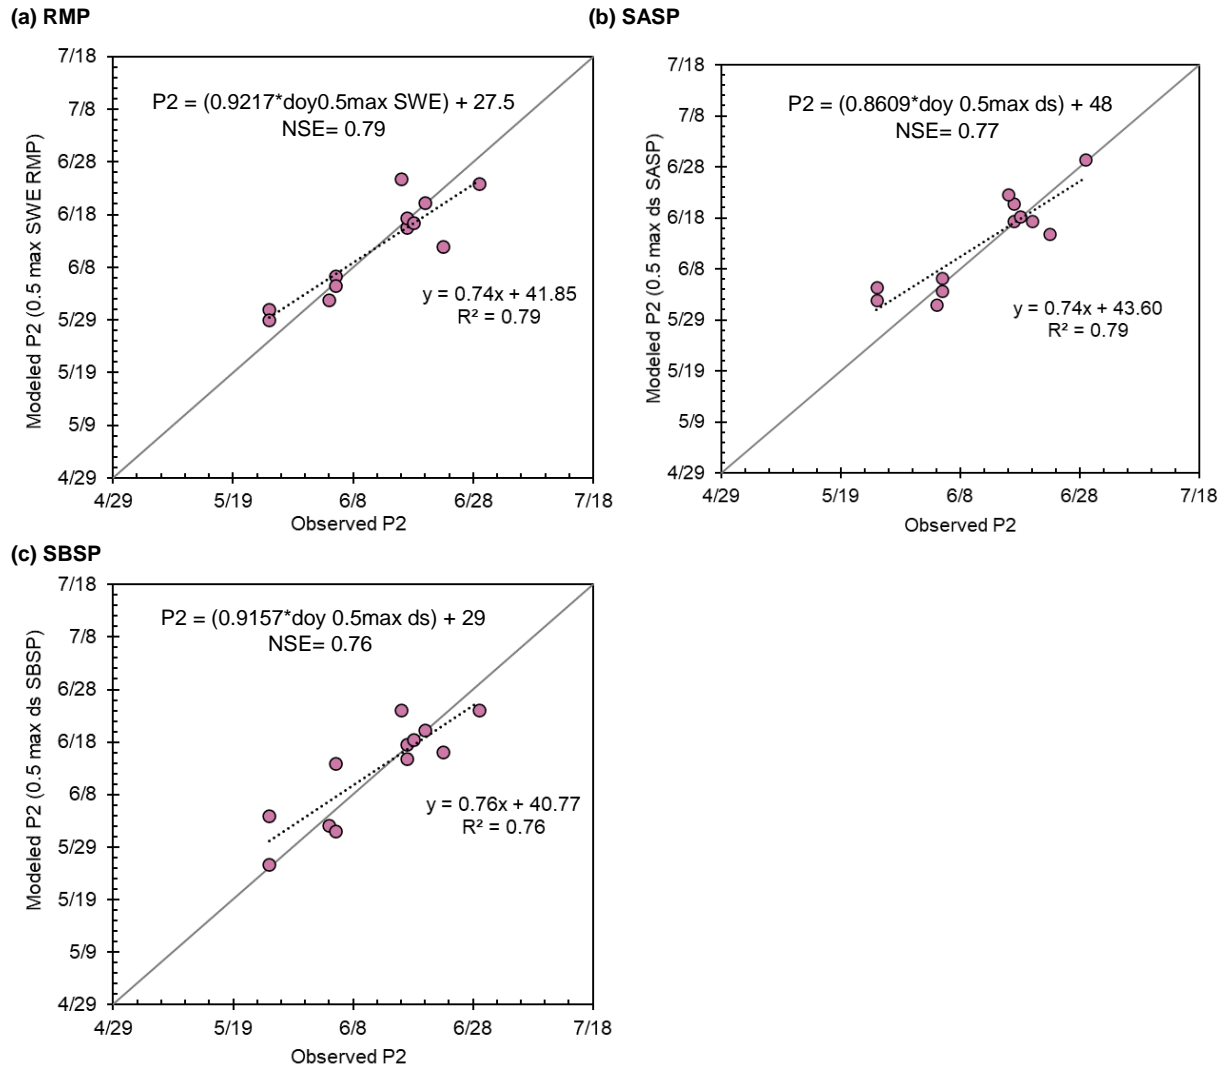 (a) RMP
7/18
7/8
6/28
6/18
6/8
5/29
5/19
5/9
4/29
Modeled P2 (0.5 max SWE RMP)
P2 = (0.9217*doy0.5max SWE) + 27.5
NSE= 0.79
y = 0.74x + 41.85
R² = 0.79
4/29 5/19 6/8 6/28 7/18
Observed P2
(b) SASP
7/18
7/8
6/28
6/18
6/8
5/29
5/19
5/9
4/29
Modeled P2 (0.5 max ds SASP)
P2 = (0.8609*doy 0.5max ds) + 48
NSE= 0.77
y = 0.74x + 43.60
R² = 0.79
4/29 5/19 6/8 6/28 7/18
Observed P2
(c) SBSP
7/18
7/8
6/28
6/18
6/8
5/29
5/19
5/9
4/29
Modeled P2 (0.5 max ds SBSP)
P2 = (0.9157*doy 0.5max ds) + 29
NSE= 0.76
y = 0.76x + 40.77
R² = 0.76
4/29 5/19 6/8 6/28 7/18
Observed P2